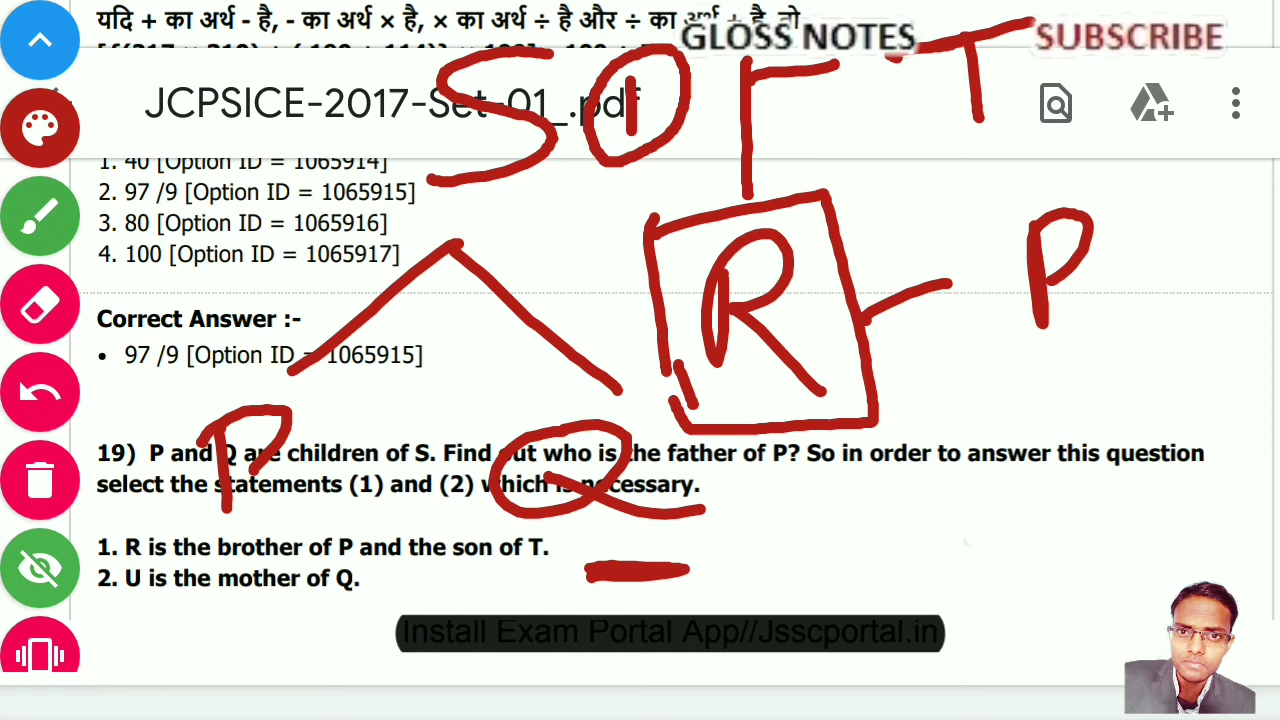 यदि + का अर्थ - है, - का अर्थ × है, × का अर्थ ÷ है और ÷ का अर्थ + है, तो
GLOSS NOTES
SUBSCRIBE
JCPSICE-2017-Set-01_.pdf
SO T
1. 40 [Option ID = 1065914]
2. 97 /9 [Option ID = 1065915]
3. 80 [Option ID = 1065916]
4. 100 [Option ID = 1065917]
R P
Correct Answer :-
• 97 /9 [Option ID = 1065915]
P Q
19) P and Q are children of S. Find out who is the father of P? So in order to answer this question
select the statements (1) and (2) which is necessary.
1. R is the brother of P and the son of T.
2. U is the mother of Q.
Install Exam Portal App//Jsscportal.in